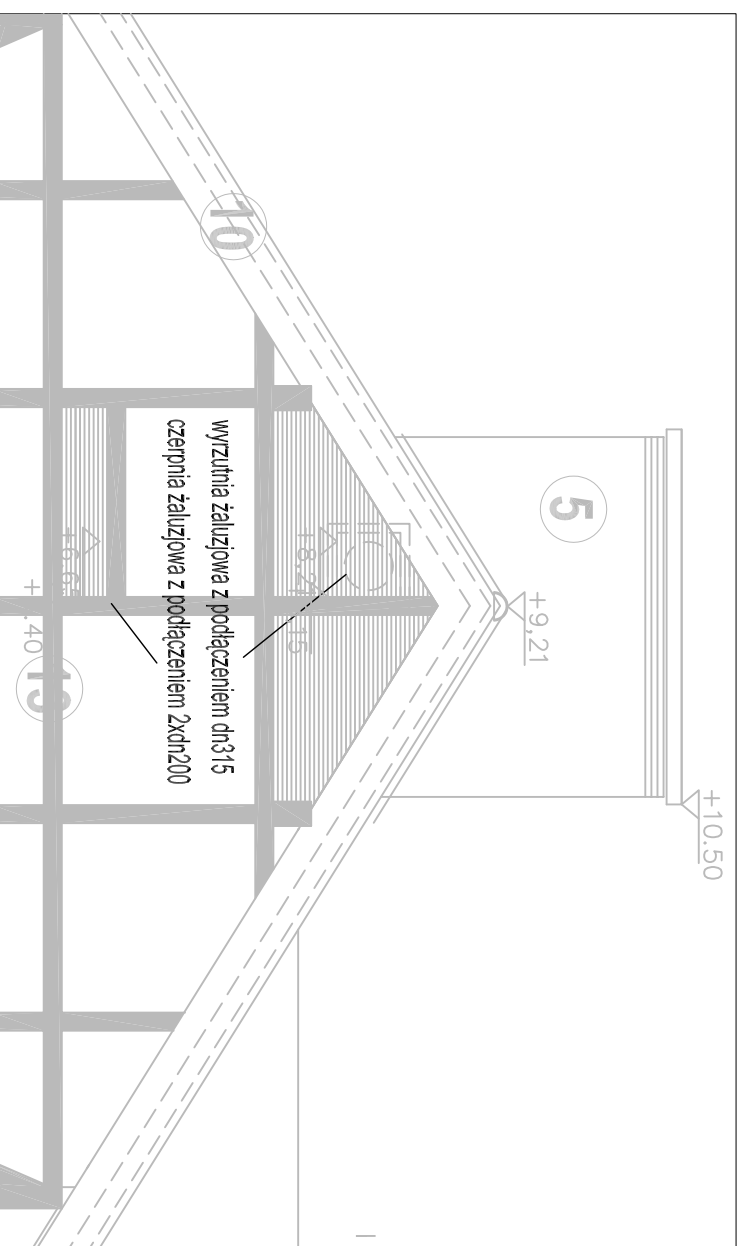 +10.50
5
+9,21
10
wyrzutnia żaluzjowa z podłączeniem dn315
czerpnia żaluzjowa z podłączeniem 2xdn200